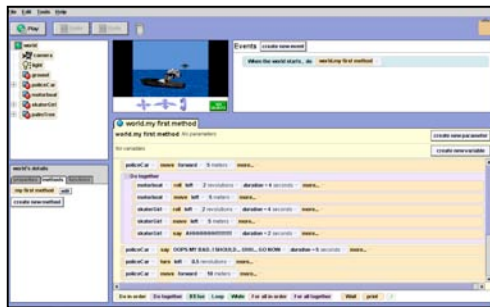 File Edit Tools Help
Play Undo Redo
world
camera
light
ground
policeCar
motorboat
skaterGirl
palmTree
Events create new event
When the world starts, do world.my first method
world.my first method
world.my first method No parameters create new parameter
No variables create new variable
world's details
properties methods functions
my first method edit
create new method
policeCar move forward 5 meters more...
Do together
motorboat roll left 2 revolutions duration = 4 seconds more...
motorboat move left 5 meters more...
skaterGirl roll left 2 revolutions duration = 4 seconds more...
skaterGirl move left 5 meters more...
skaterGirl say duration = 2 seconds more...
policeCar say OOPS MY BAD. I SHOULD... GO NOW duration = 5 seconds more...
policeCar turn left 0.5 revolutions more...
policeCar move forward 10 meters more...
Do in order Do together If/Else Loop While For all in order For all together Wait print